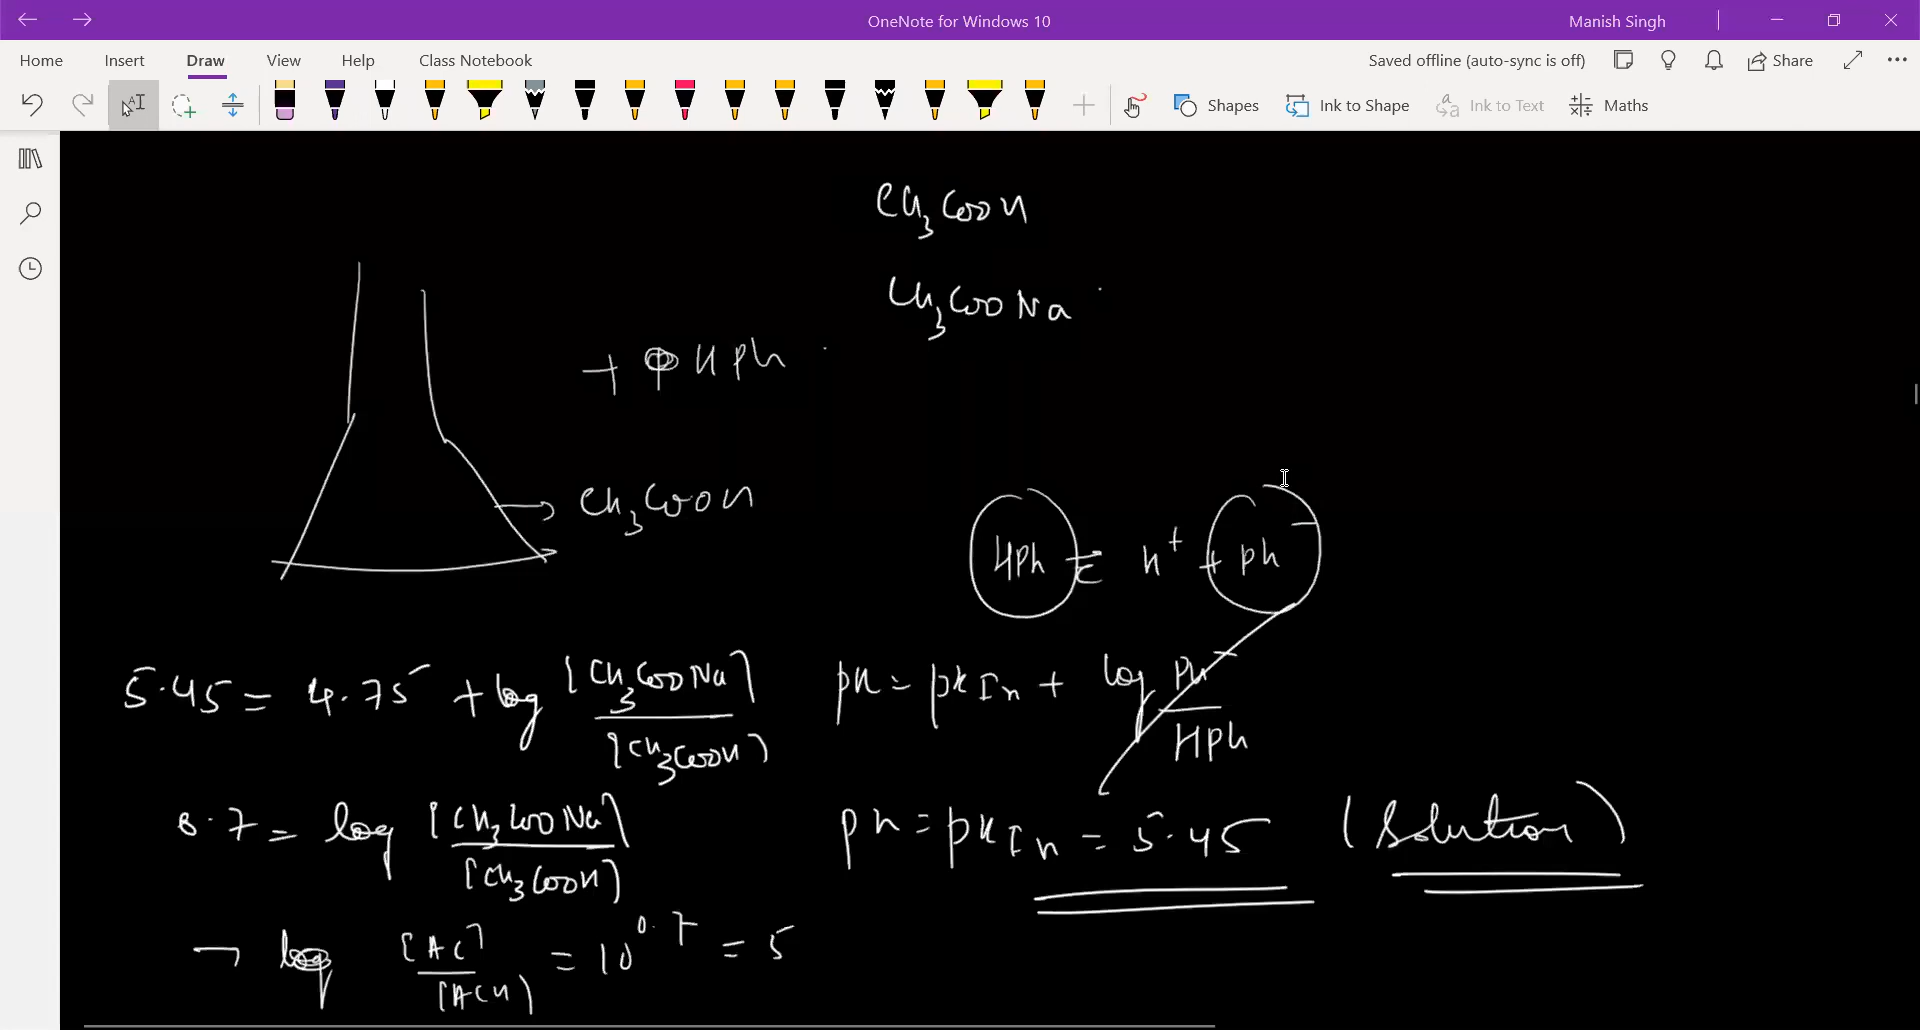 OneNote for Windows 10
Manish Singh
Home Insert Draw View Help Class Notebook
Saved offline (auto-sync is off) Share
Shapes Ink to Shape Ink to Text Maths
CH₃COOH
CH₃COONa
+ HPh
→ CH₃COOH
HPh ⇌ H⁺ + Ph⁻
5.45 = 4.75 + log [CH₃COONa] / [CH₃COOH]
pH = pKIn + log Ph⁻ / HPh
0.7 = log [CH₃COONa] / [CH₃COOH]
pH = pKIn = 5.45 (Solution)
[AC] / [ACH] = 10^0.7 = 5